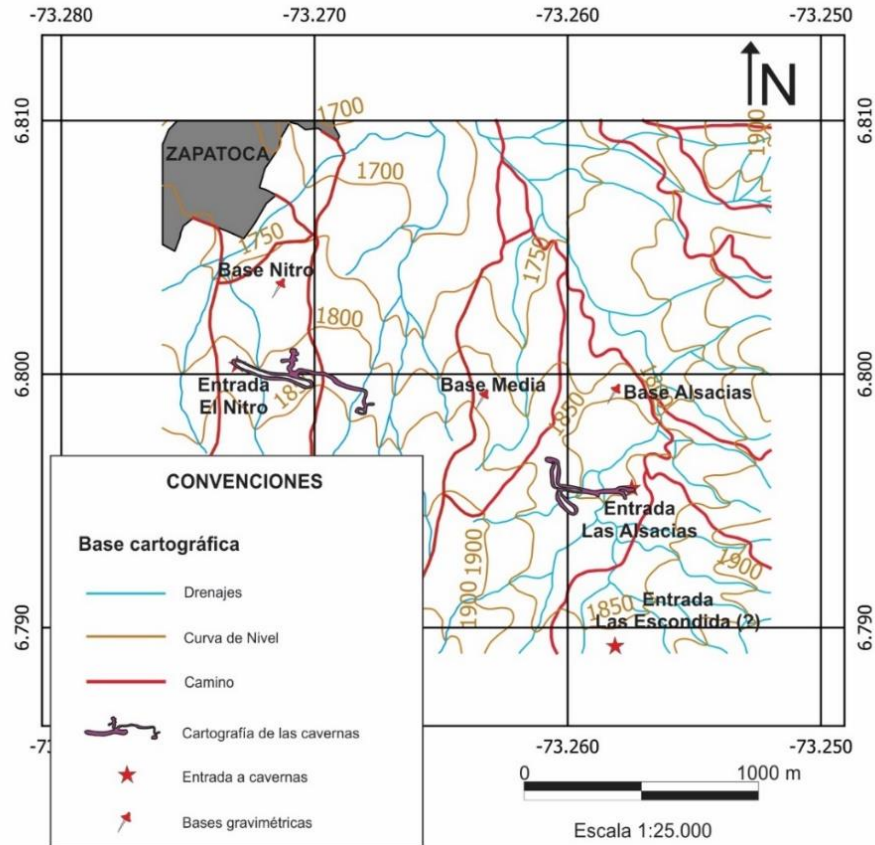 -73.280
-73.270
-73.260
-73.250
N
6.810
6.810
ZAPATOCA
1700
1700
1900
1750
Base Nitro
1750
1800
6.800
6.800
Entrada
El Nitro
Base Media
Base Alsacias
1850
Entrada
Las Alsacias
1900
1900
1900
1850
Entrada
Las Escondida (?)
6.790
6.790
-73.260
-73.250
CONVENCIONES
Base cartográfica
Drenajes
Curva de Nivel
Camino
Cartografía de las cavernas
Entrada a cavernas
Bases gravimétricas
0
1000 m
Escala 1:25.000